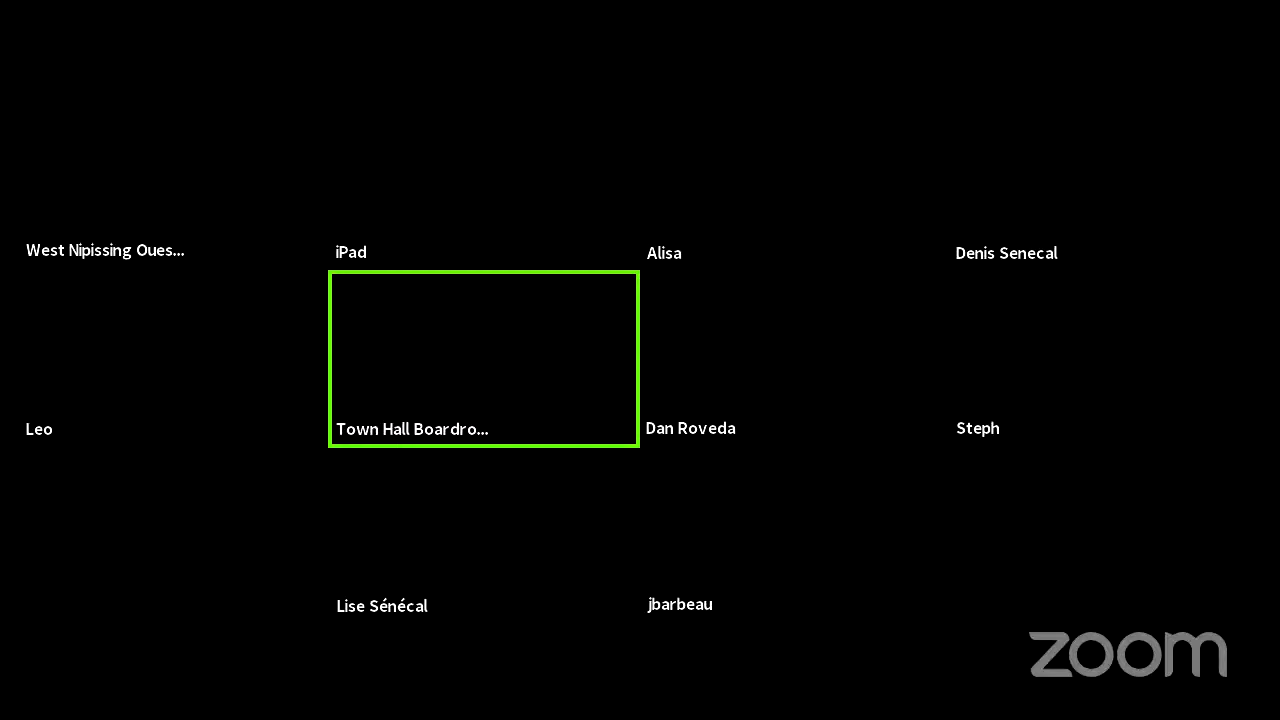 West Nipissing Oues...
iPad
Alisa
Denis Senecal
Leo
Town Hall Boardro...
Dan Roveda
Steph
Lise Sénécal
jbarbeau
zoom